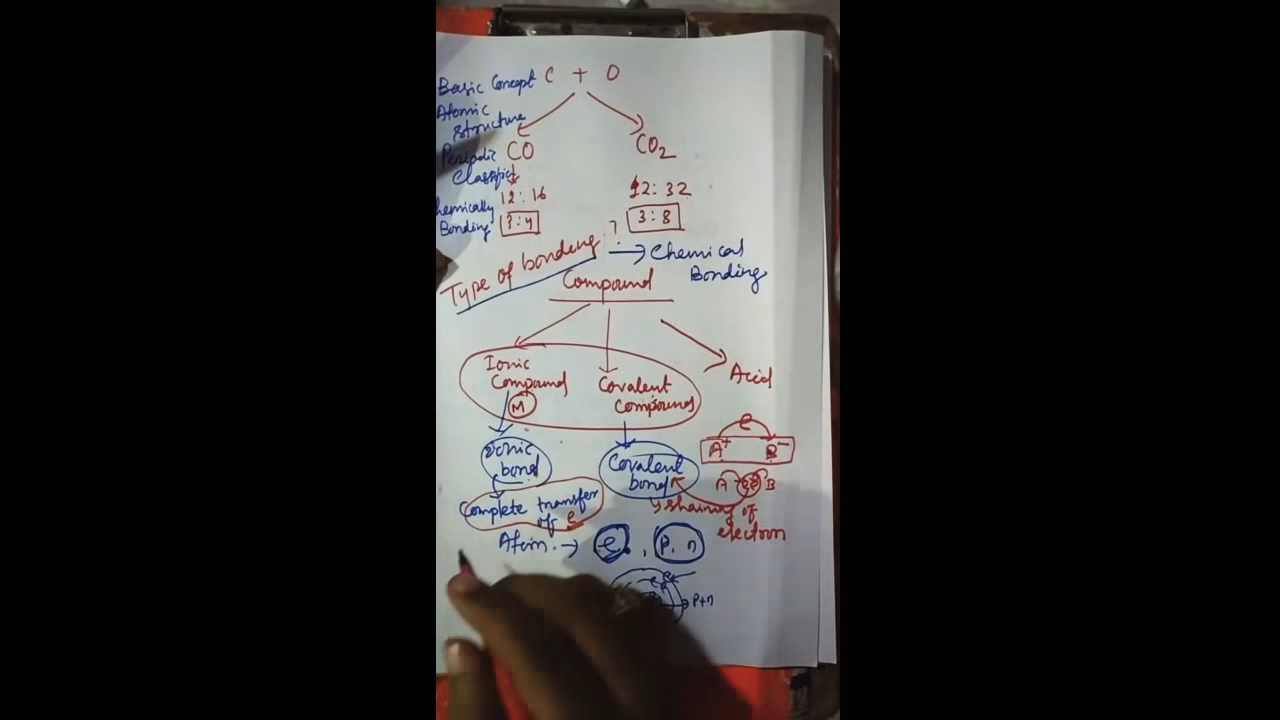 Basic Concept
Atomic
structure
Periodic
Classific
Chemically
Bonding
C + O
CO
CO2
12:16
12:32
3:4
3:8
Type of bonding ?
→ Chemical
Bonding
Compound
Ionic
Compound
M
Covalent
Compounds
Acid
Ionic
bond
Covalent
bond
e
A+ B-
A B
Complete transfer
of e
sharing of
electron
Atom → e , P, n
P+n